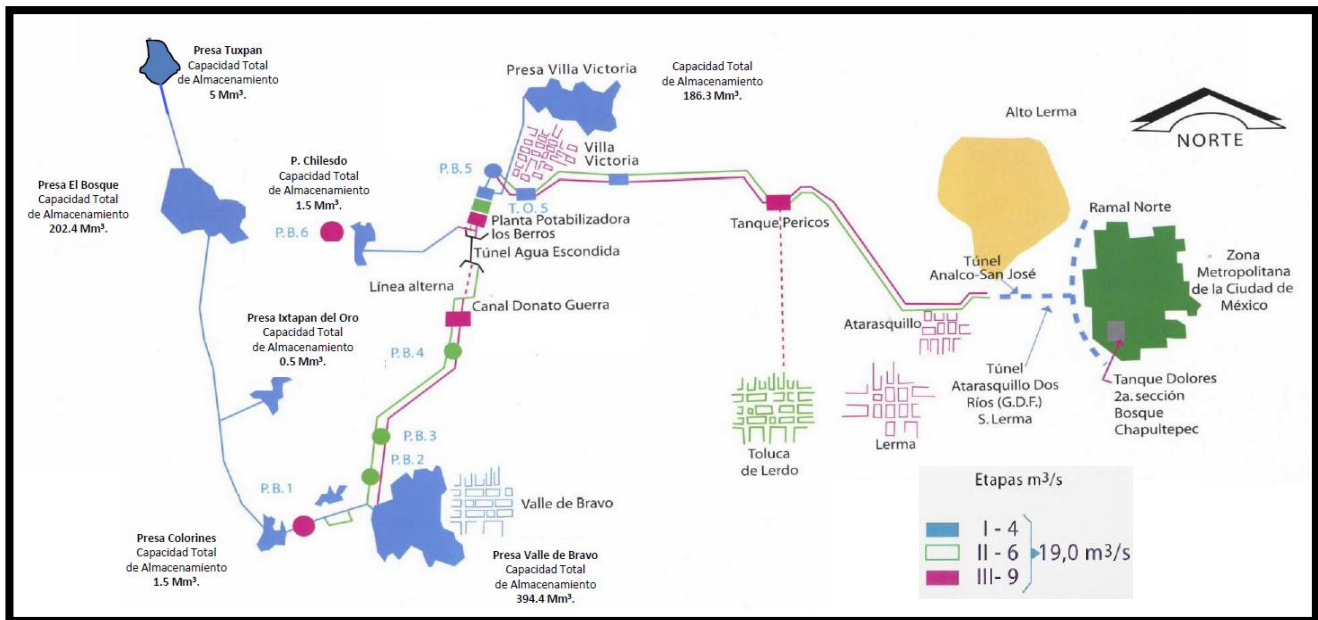 Presa Tuxpan
Capacidad Total
de Almacenamiento
5 Mm³.
Presa Villa Victoria
Capacidad Total
de Almacenamiento
186.3 Mm³.
Alto Lerma
NORTE
P. Chilesdo
Capacidad Total
de Almacenamiento
1.5 Mm³.
P.B.5
Villa
Victoria
Presa El Bosque
Capacidad Total
de Almacenamiento
202.4 Mm³.
P.B.6
T.O.5
Planta Potabilizadora
los Berros
Túnel Agua Escondida
Tanque Pericos
Ramal Norte
Túnel
Analco-San José
Zona
Metropolitana
de la Ciudad de
México
Línea alterna
Canal Donato Guerra
Presa Ixtapan del Oro
Capacidad Total
de Almacenamiento
0.5 Mm³.
P.B.4
Atarasquillo
Túnel
Atarasquillo Dos
Ríos (G.D.F.)
S. Lerma
Tanque Dolores
2a. sección
Bosque
Chapultepec
P.B.3
P.B.2
Toluca
de Lerdo
Lerma
P.B.1
Valle de Bravo
Presa Colorines
Capacidad Total
de Almacenamiento
1.5 Mm³.
Presa Valle de Bravo
Capacidad Total
de Almacenamiento
394.4 Mm³.
Etapas m³/s
I - 4
II - 6
III- 9
19,0 m³/s